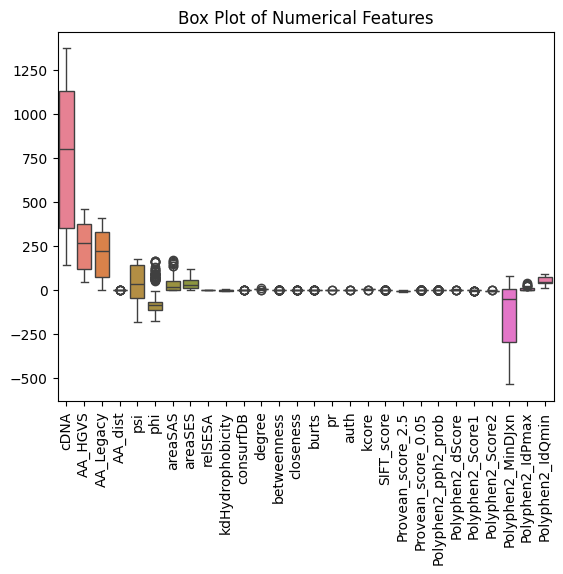 Box Plot of Numerical Features
1250
1000
750
500
250
0
−250
−500
cDNA
AA_HGVS
AA_Legacy
AA_dist
psi
phi
areaSAS
areaSES
relSESA
kdHydrophobicity
consurfDB
degree
betweenness
closeness
burts
pr
auth
kcore
SIFT_score
Provean_score_2.5
Provean_score_0.05
Polyphen2_pph2_prob
Polyphen2_dScore
Polyphen2_Score1
Polyphen2_Score2
Polyphen2_MinDJxn
Polyphen2_IdPmax
Polyphen2_IdQmin